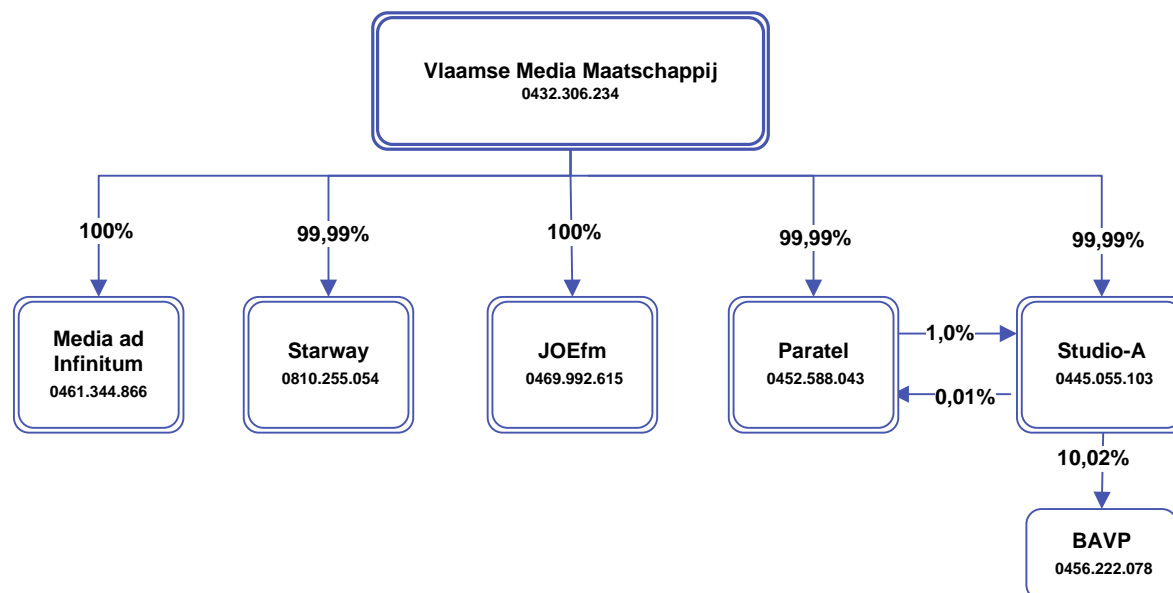 Vlaamse Media Maatschappij
0432.306.234
100%
99,99%
100%
99,99%
99,99%
Media ad
Infinitum
0461.344.866
Starway
0810.255.054
JOEfm
0469.992.615
Paratel
0452.588.043
1,0%
0,01%
Studio-A
0445.055.103
10,02%
BAVP
0456.222.078